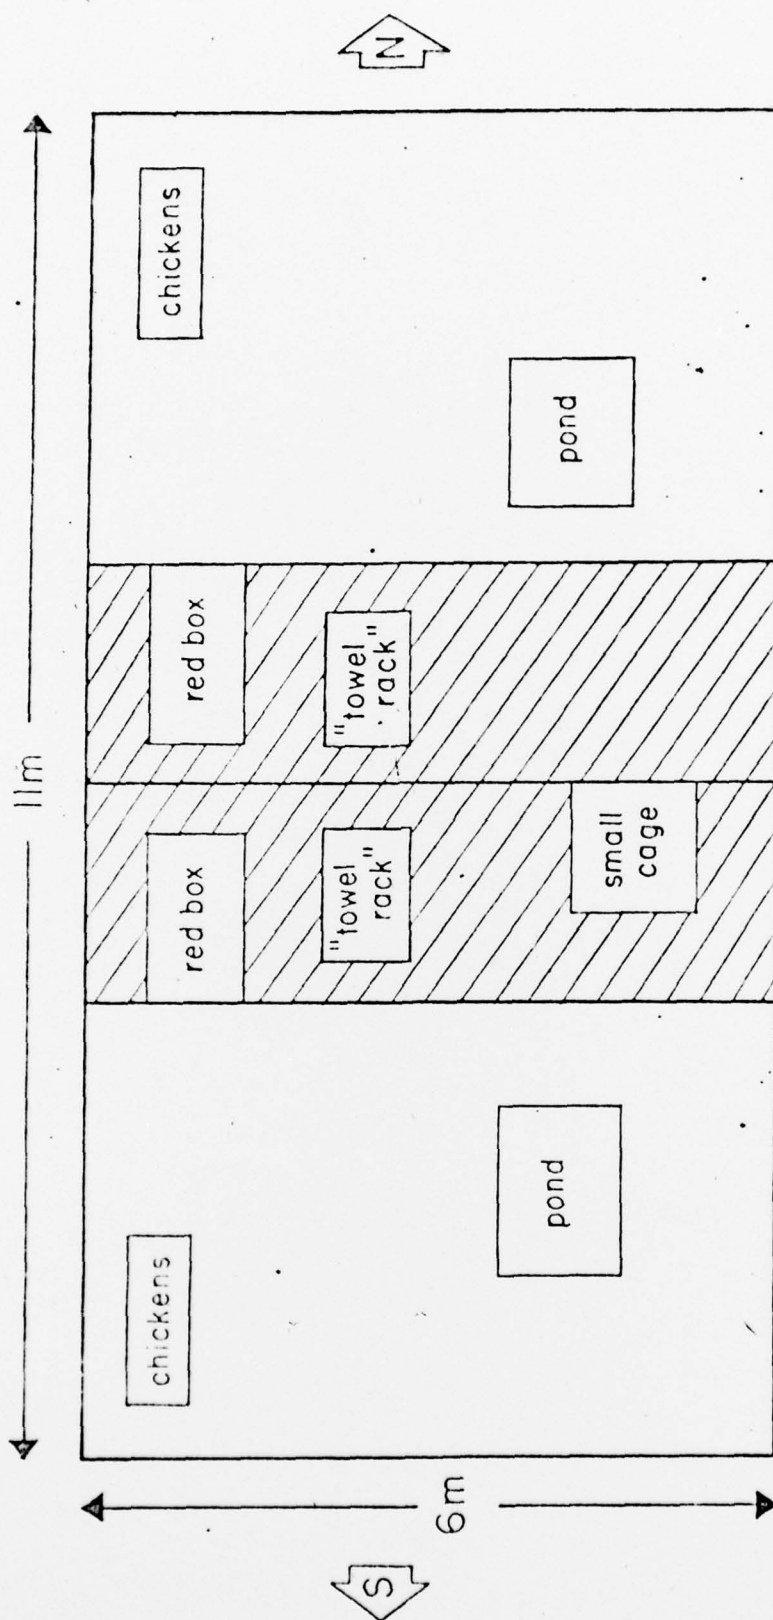 11m
N
S
6m
chickens
red box
"towel
rack"
pond
small
cage
red box
"towel
rack"
pond
chickens